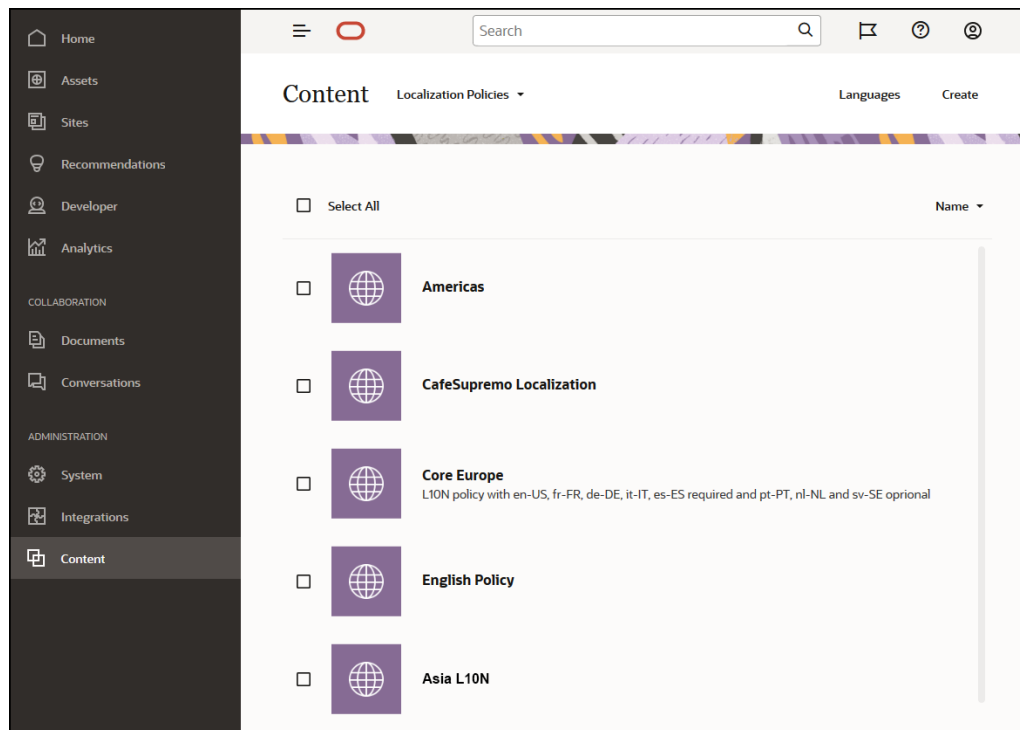 Home
Assets
Sites
Recommendations
Developer
Analytics
COLLABORATION
Documents
Conversations
ADMINISTRATION
System
Integrations
Content
Search
Content Localization Policies Languages Create
Select All Name
Americas
CafeSupremo Localization
Core Europe
L10N policy with en-US, fr-FR, de-DE, it-IT, es-ES required and pt-PT, nl-NL and sv-SE oprional
English Policy
Asia L10N